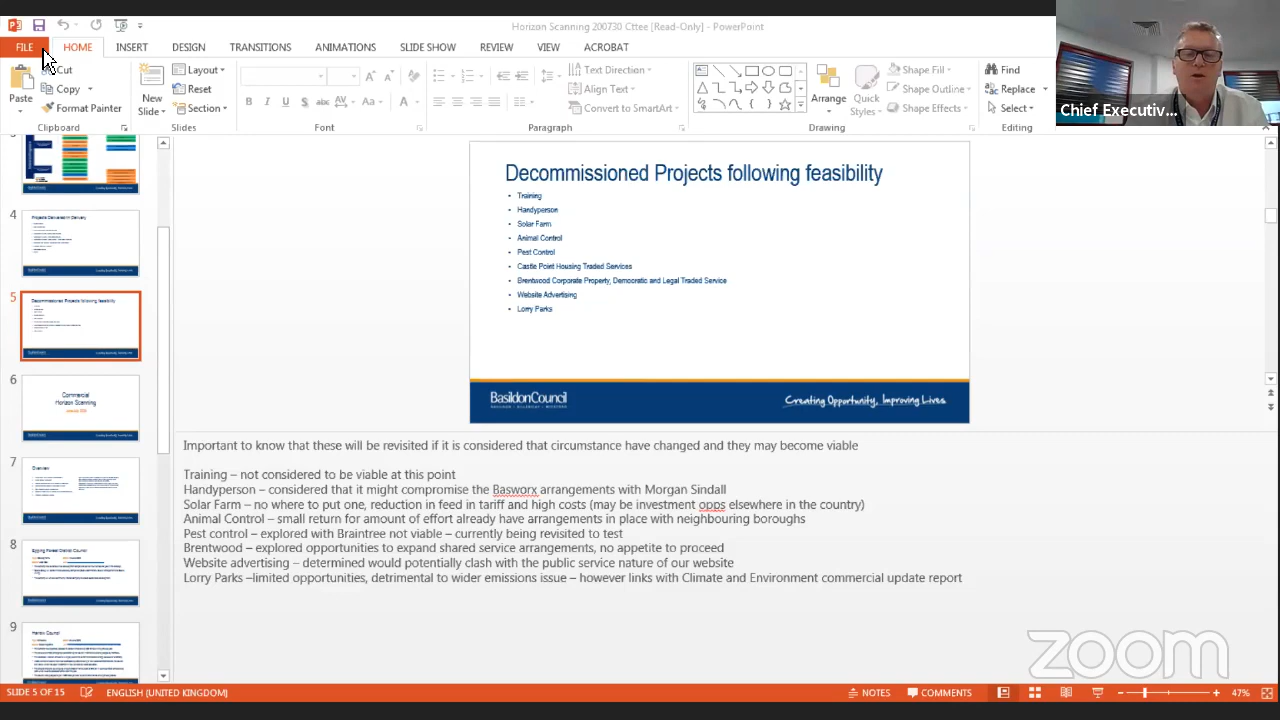 Horizon Scanning 200730 Cttee [Read-Only] - PowerPoint
FILE HOME INSERT DESIGN TRANSITIONS ANIMATIONS SLIDE SHOW REVIEW VIEW ACROBAT
Cut
Copy
Format Painter
Paste
Clipboard
New
Slide
Layout
Reset
Section
Slides
Font
Paragraph
Text Direction
Align Text
Convert to SmartArt
Arrange
Quick
Styles
Shape Fill
Shape Outline
Shape Effects
Drawing
Find
Replace
Select
Editing
Chief Executiv...
4
Projects Delivered/in Delivery
5
Decommissioned Projects following feasibility
6
Commercial
Horizon Scanning
7
Overview
8
Epping Forest District Council
9
Harrow Council
Decommissioned Projects following feasibility
• Training
• Handyperson
• Solar Farm
• Animal Control
• Pest Control
• Castle Point Housing Traded Services
• Brentwood Corporate Property, Democratic and Legal Traded Service
• Website Advertising
• Lorry Parks
BasildonCouncil
BASILDON • BILLERICAY • WICKFORD
Creating Opportunity, Improving Lives
Important to know that these will be revisited if it is considered that circumstance have changed and they may become viable
Training – not considered to be viable at this point
Handyperson – considered that it might compromise the arrangements with Morgan Sindall
Solar Farm – no where to put one, reduction in feed in tariff and high costs (may be investment opps elsewhere in the country)
Animal Control – small return for amount of effort already have arrangements in place with neighbouring boroughs
Pest control – explored with Braintree not viable – currently being revisited to test
Brentwood – explored opportunities to expand shared service arrangements, no appetite to proceed
Website advertising – detrimental would potentially clash with the public service nature of our website
Lorry Parks –limited opportunities, detrimental to wider emissions issue – however links with Climate and Environment commercial update report
zoom
SLIDE 5 OF 15 ENGLISH (UNITED KINGDOM) NOTES COMMENTS 47%